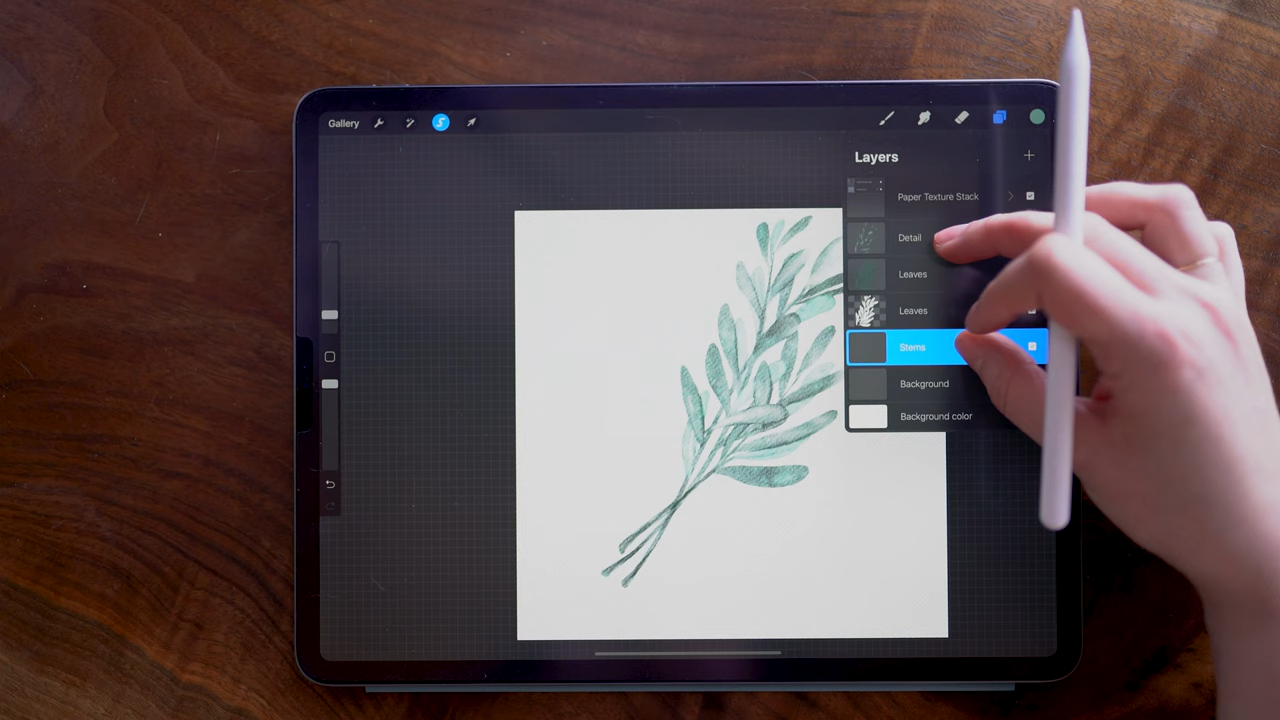 Gallery
Layers
Paper Texture Stack
Detail
Leaves
Leaves
Stems
Background
Background color